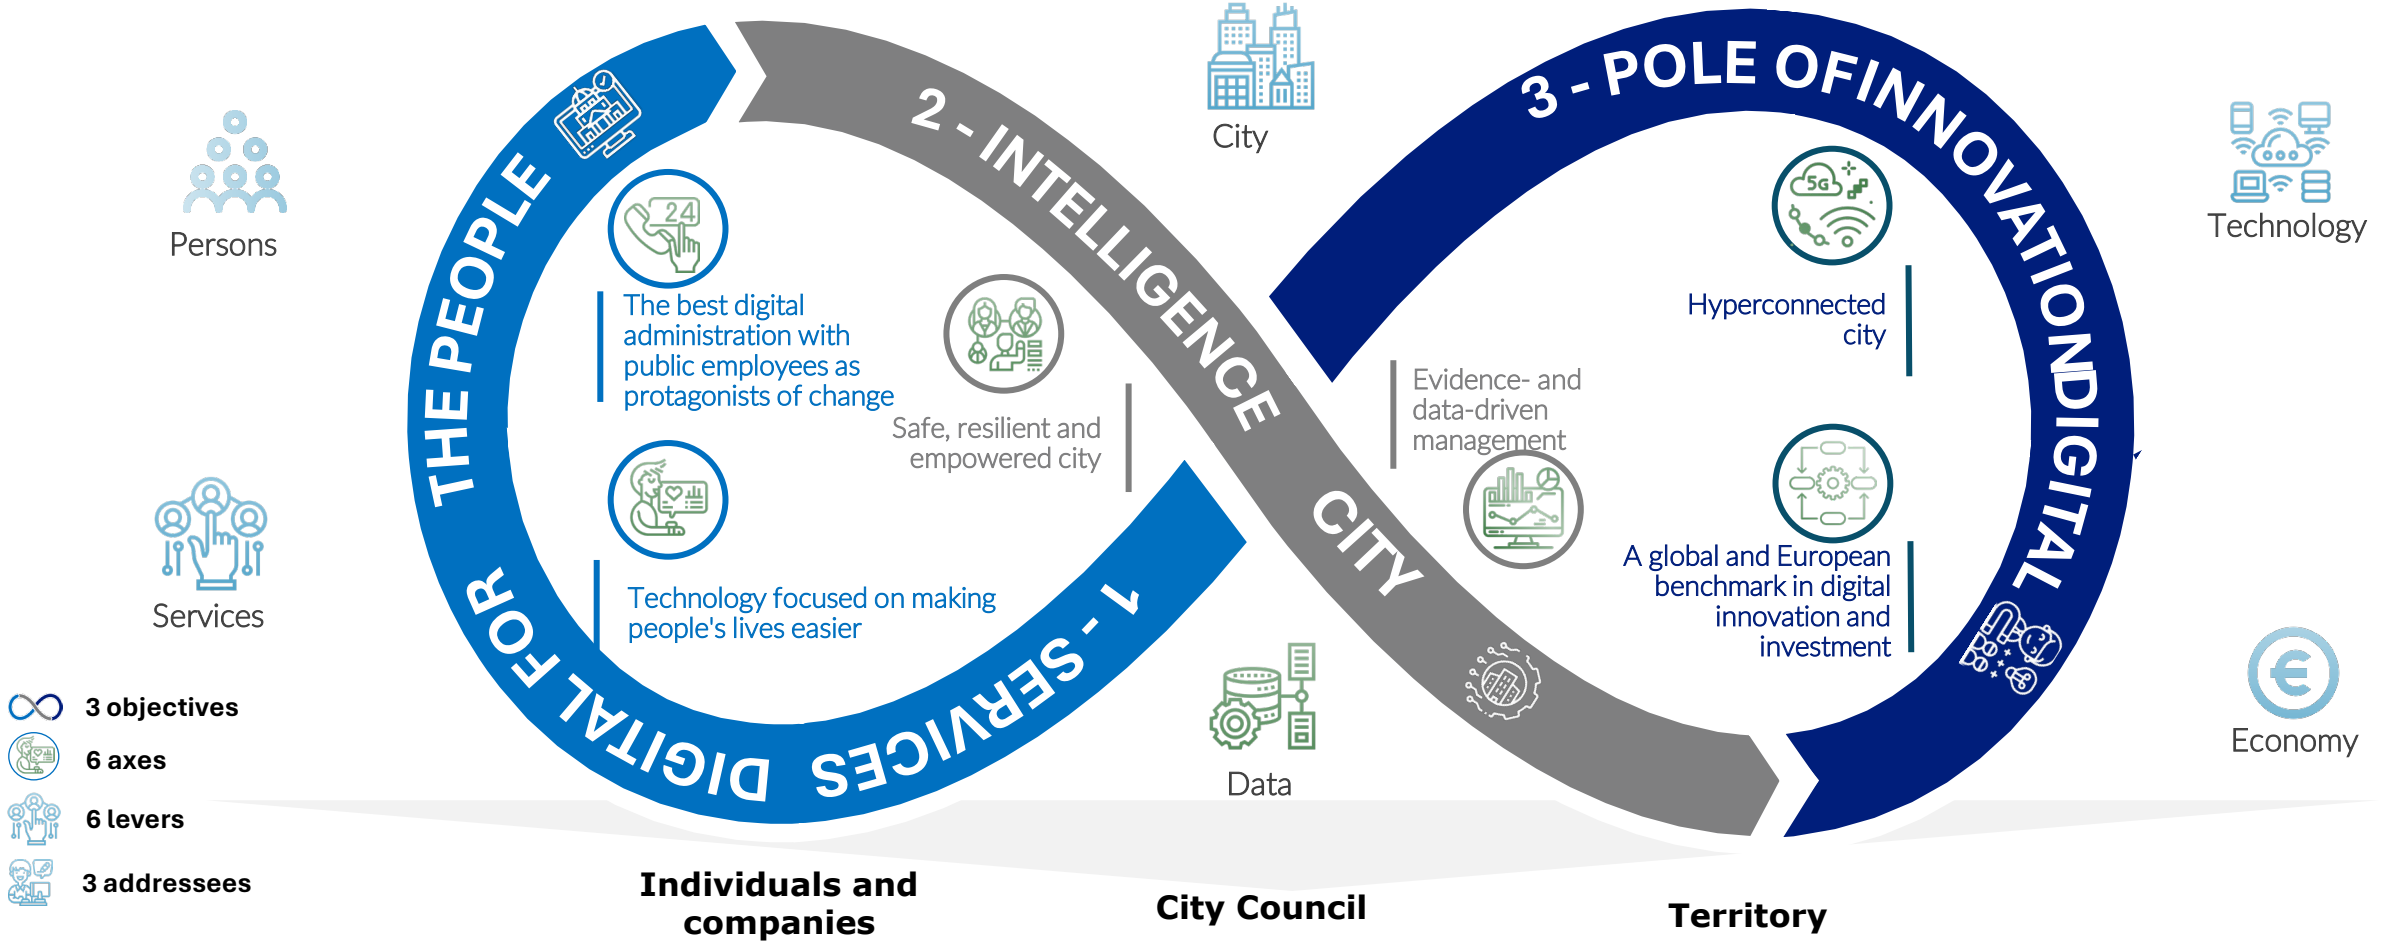 1 - SERVICES DIGITAL FOR THE PEOPLE
2 - INTELLIGENCE CITY
3 - POLE OFINNOVATIONDIGITAL
Persons
Services
City
Data
Technology
Economy
24
The best digital
administration with
public employees as
protagonists of change
Technology focused on making
people's lives easier
Safe, resilient and
empowered city
Evidence- and
data-driven
management
5G
Hyperconnected
city
A global and European
benchmark in digital
innovation and
investment
3 objectives
6 axes
6 levers
3 addressees
Individuals and
companies
City Council
Territory